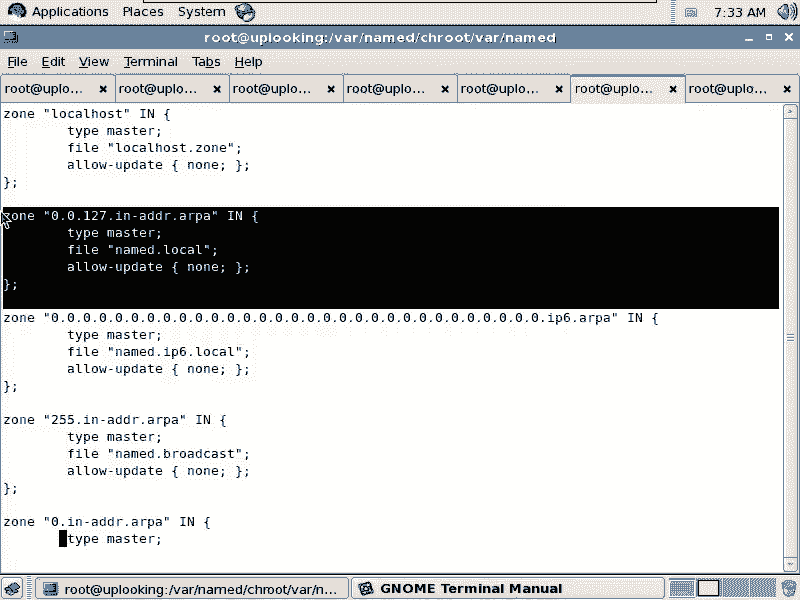 Applications Places System 7:33 AM
root@uplooking:/var/named/chroot/var/named
File Edit View Terminal Tabs Help
root@uplo... root@uplo... root@uplo... root@uplo... root@uplo... root@uplo... root@uplo...
zone "localhost" IN {
type master;
file "localhost.zone";
allow-update { none; };
};
zone "0.0.127.in-addr.arpa" IN {
type master;
file "named.local";
allow-update { none; };
};
zone "0.0.0.0.0.0.0.0.0.0.0.0.0.0.0.0.0.0.0.0.0.0.0.0.0.0.0.0.0.0.0.ip6.arpa" IN {
type master;
file "named.ip6.local";
allow-update { none; };
};
zone "255.in-addr.arpa" IN {
type master;
file "named.broadcast";
allow-update { none; };
};
zone "0.in-addr.arpa" IN {
type master;
root@uplooking:/var/named/chroot/var/n... GNOME Terminal Manual